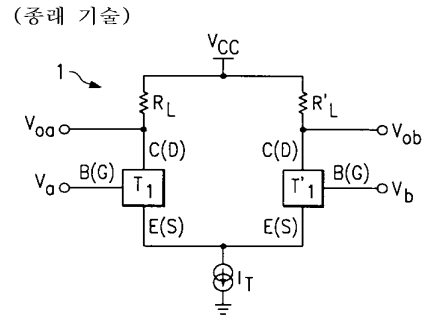 (종래 기술)
V_CC
1
R_L
R'_L
V_oa
V_ob
C(D)
C(D)
V_a
B(G)
T_1
T'_1
B(G)
V_b
E(S)
E(S)
I_T